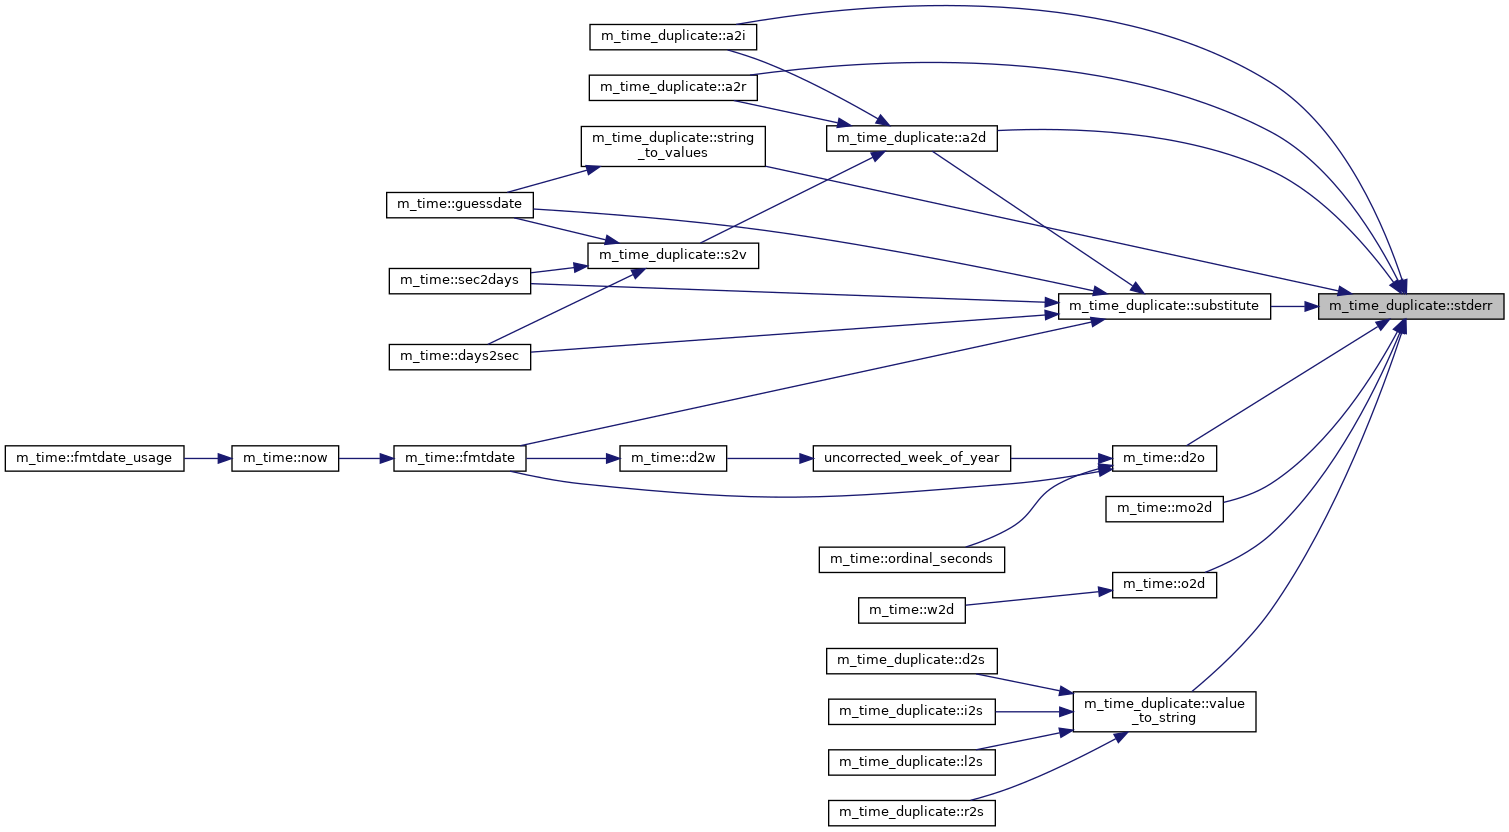 m_time_duplicate::a2i
m_time_duplicate::a2r
m_time_duplicate::string
_to_values
m_time_duplicate::a2d
m_time::guessdate
m_time_duplicate::s2v
m_time::sec2days
m_time_duplicate::substitute
m_time_duplicate::stderr
m_time::days2sec
m_time::fmtdate_usage
m_time::now
m_time::fmtdate
m_time::d2w
uncorrected_week_of_year
m_time::d2o
m_time::mo2d
m_time::ordinal_seconds
m_time::o2d
m_time::w2d
m_time_duplicate::d2s
m_time_duplicate::value
_to_string
m_time_duplicate::i2s
m_time_duplicate::l2s
m_time_duplicate::r2s